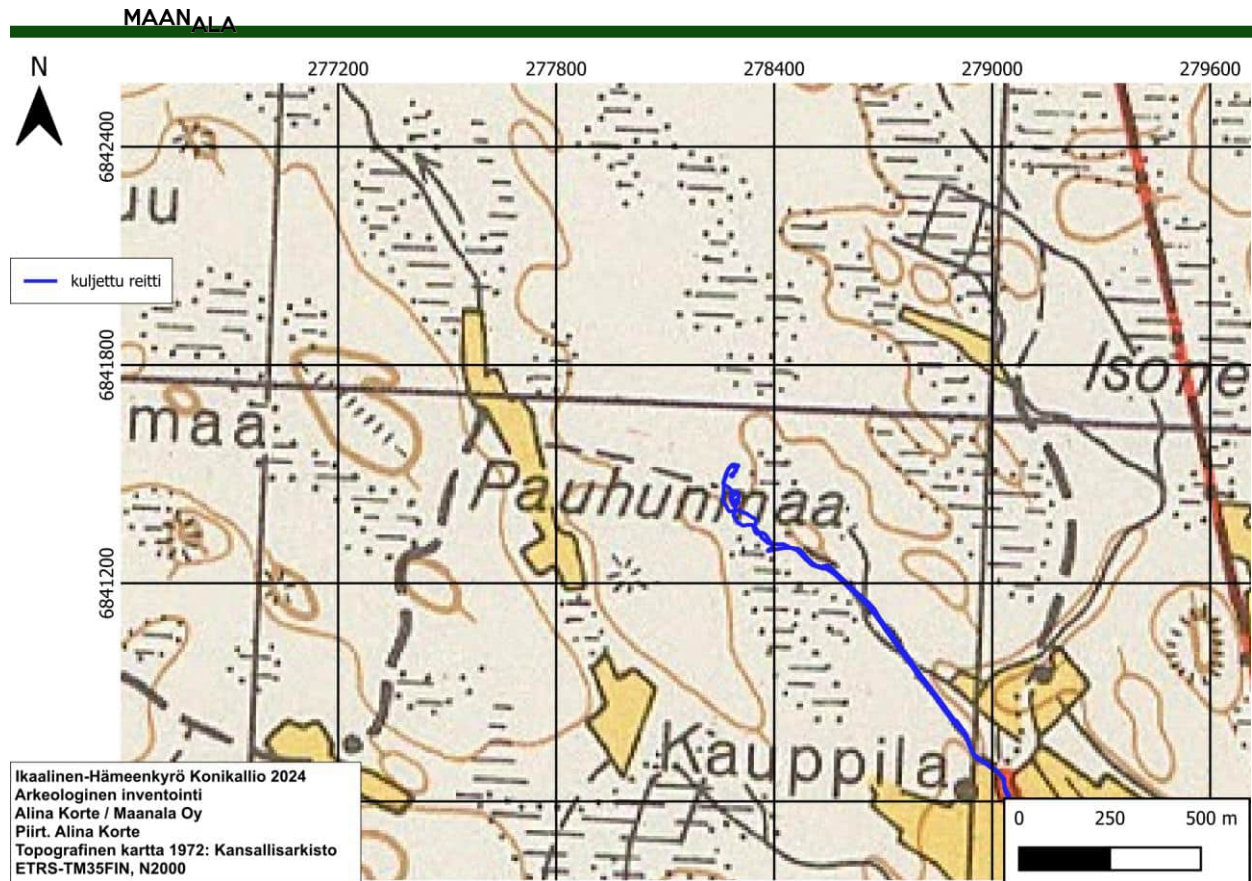 MAANALA
N
277200 277800 278400 279000 279600
6842400
uu
kuljettu reitti
6841800
Isone
maa
Pauhunmaa
6841200
Kauppila
Ikaalinen-Hämeenkyrö Konikallio 2024
Arkeologinen inventointi
Alina Korte / Maanala Oy
Piirt. Alina Korte
Topografinen kartta 1972: Kansallisarkisto
ETRS-TM35FIN, N2000
0 250 500 m